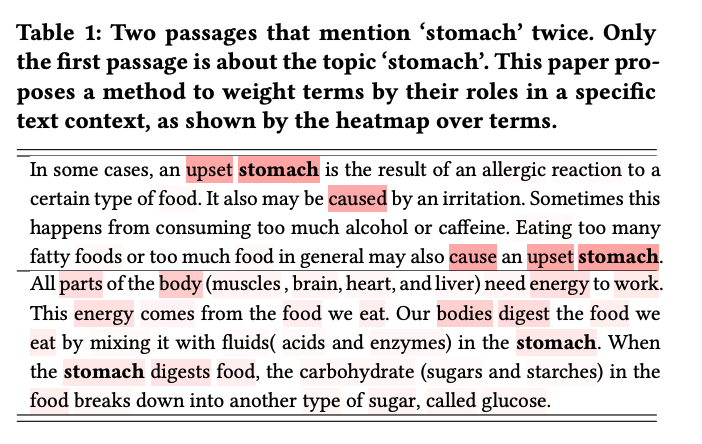 Table 1: Two passages that mention ‘stomach’ twice. Only
the first passage is about the topic ‘stomach’. This paper pro-
poses a method to weight terms by their roles in a specific
text context, as shown by the heatmap over terms.
In some cases, an upset stomach is the result of an allergic reaction to a
certain type of food. It also may be caused by an irritation. Sometimes this
happens from consuming too much alcohol or caffeine. Eating too many
fatty foods or too much food in general may also cause an upset stomach.
All parts of the body (muscles , brain, heart, and liver) need energy to work.
This energy comes from the food we eat. Our bodies digest the food we
eat by mixing it with fluids( acids and enzymes) in the stomach. When
the stomach digests food, the carbohydrate (sugars and starches) in the
food breaks down into another type of sugar, called glucose.